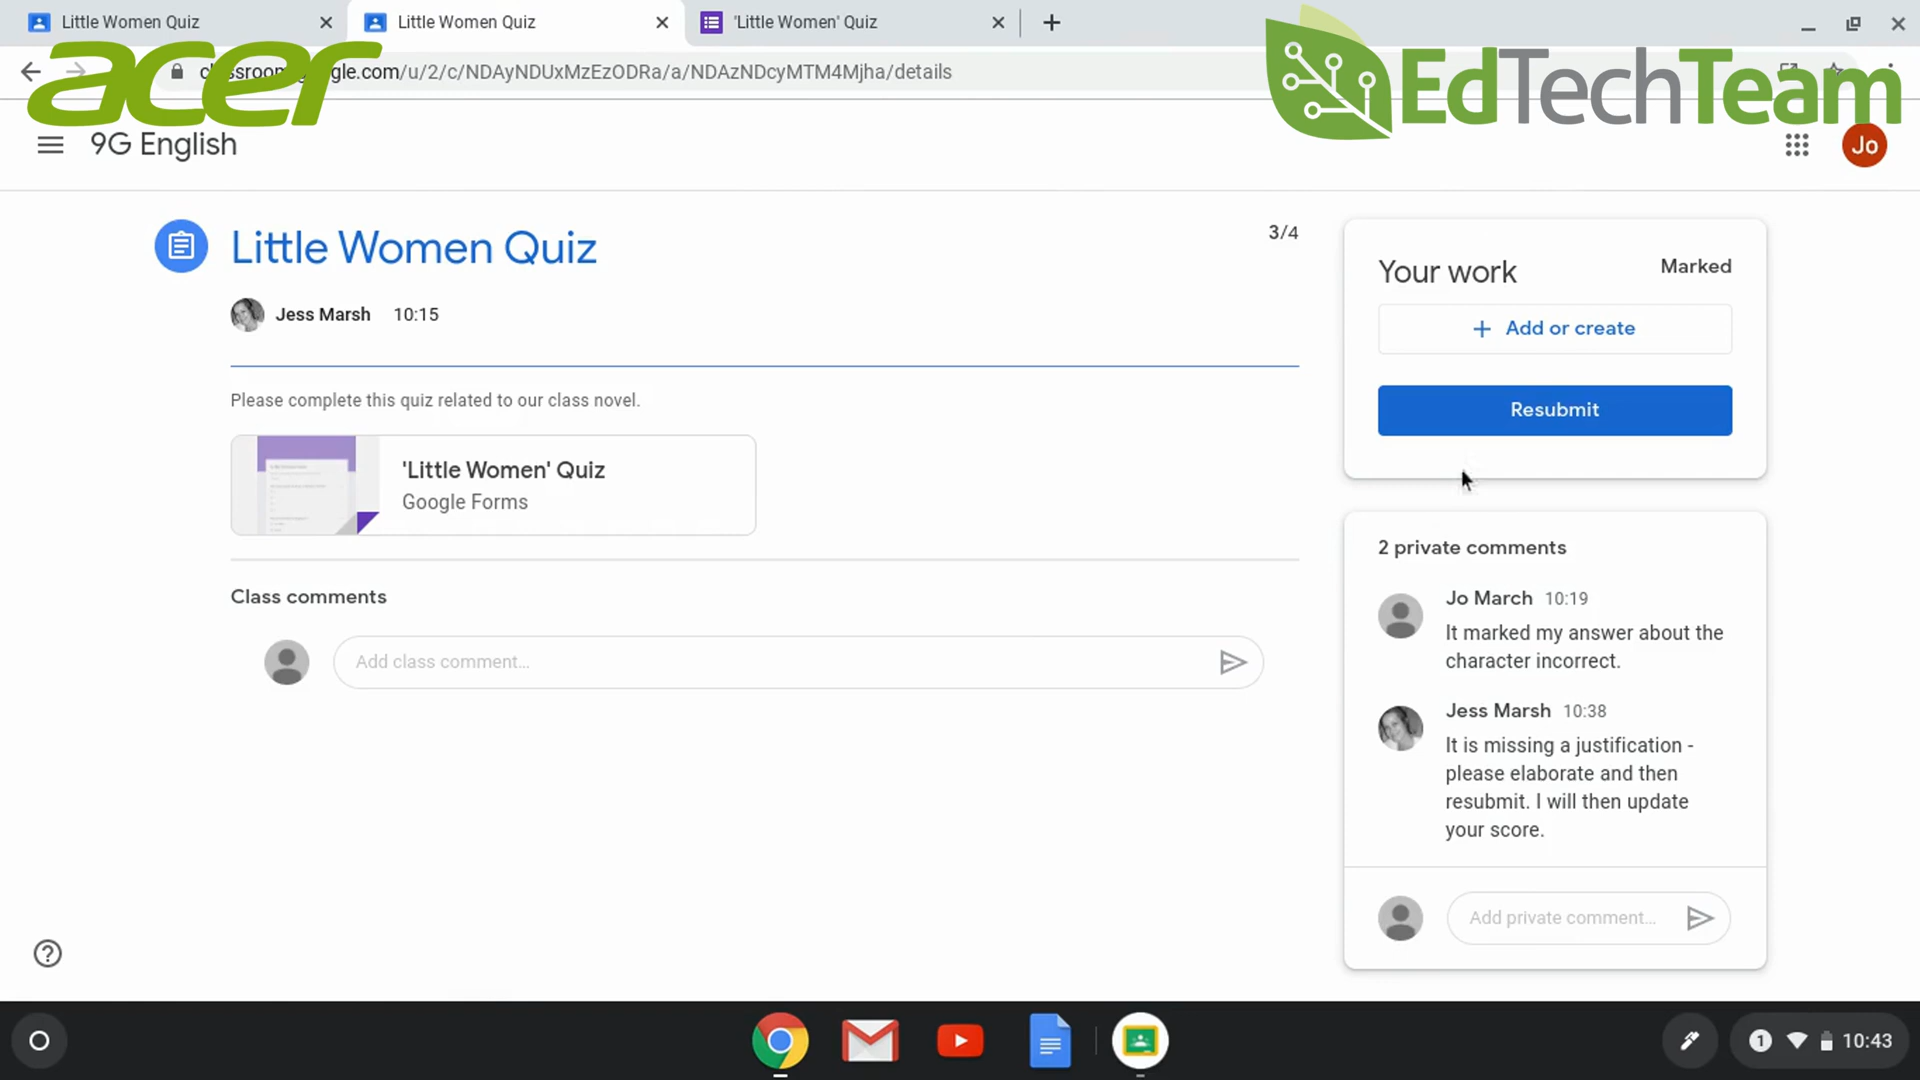 Little Women Quiz
Little Women Quiz
'Little Women' Quiz
acer
EdTechTeam
google.com/u/2/c/NDAyNDUxMzEzODRa/a/NDAzNDcyMTM4Mjha/details
9G English
Jo
Little Women Quiz
3/4
Jess Marsh 10:15
Please complete this quiz related to our class novel.
'Little Women' Quiz
Google Forms
Class comments
Add class comment...
Your work
Marked
+ Add or create
Resubmit
2 private comments
Jo March 10:19
It marked my answer about the
character incorrect.
Jess Marsh 10:38
It is missing a justification -
please elaborate and then
resubmit. I will then update
your score.
Add private comment...
1
10:43